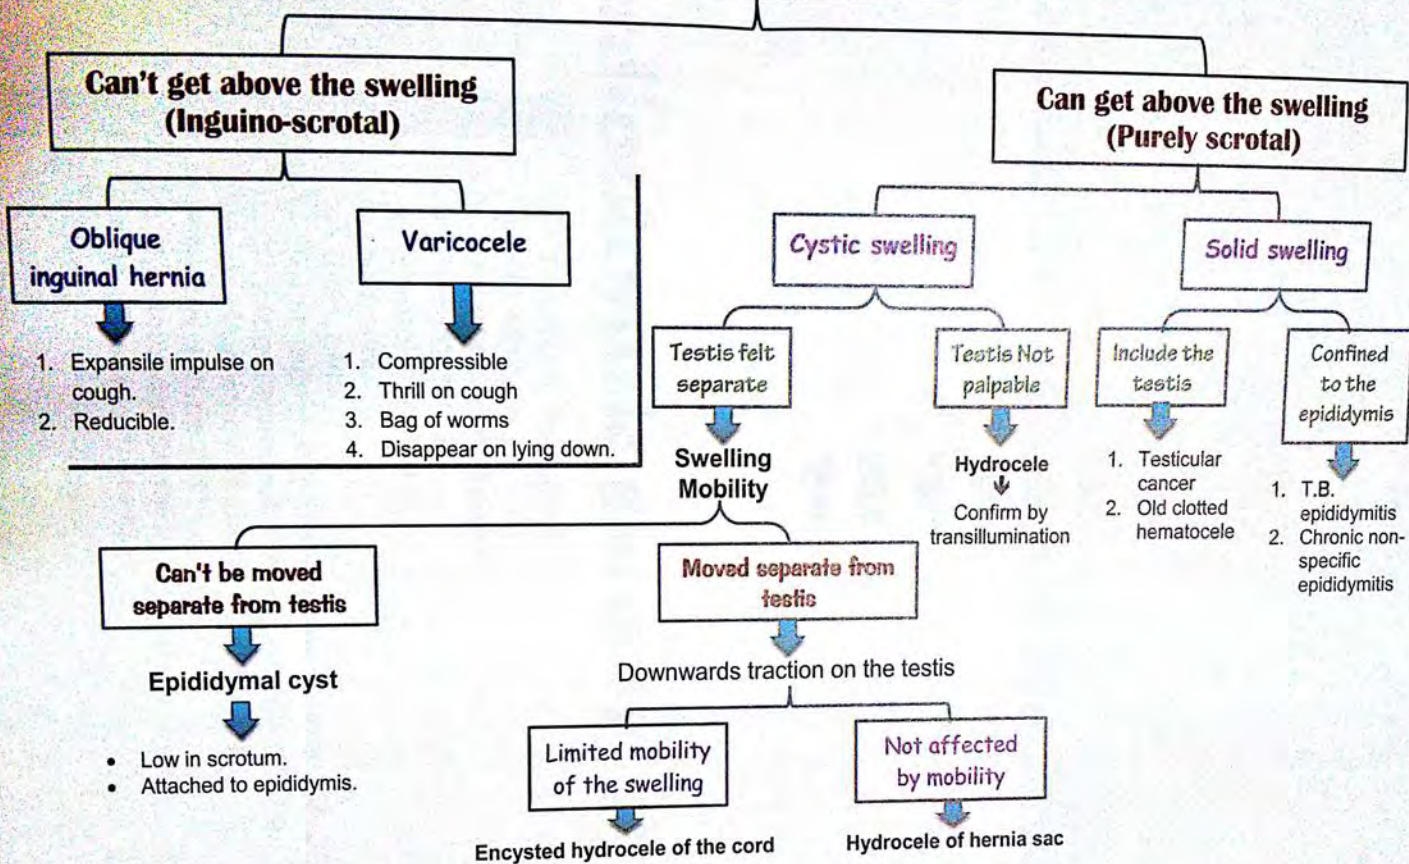 Can't get above the swelling
(Inguino-scrotal)
Can get above the swelling
(Purely scrotal)
Oblique
inguinal hernia
Varicocele
1. Expansile impulse on
cough.
2. Reducible.
1. Compressible
2. Thrill on cough
3. Bag of worms
4. Disappear on lying down.
Cystic swelling
Solid swelling
Testis felt
separate
Testis Not
palpable
Include the
testis
Confined
to the
epididymis
Swelling
Mobility
Hydrocele
Confirm by
transillumination
1. Testicular
cancer
2. Old clotted
hematocele
1. T.B.
epididymitis
2. Chronic non-
specific
epididymitis
Can't be moved
separate from testis
Moved separate from
testis
Epididymal cyst
• Low in scrotum.
• Attached to epididymis.
Downwards traction on the testis
Limited mobility
of the swelling
Not affected
by mobility
Encysted hydrocele of the cord
Hydrocele of hernia sac